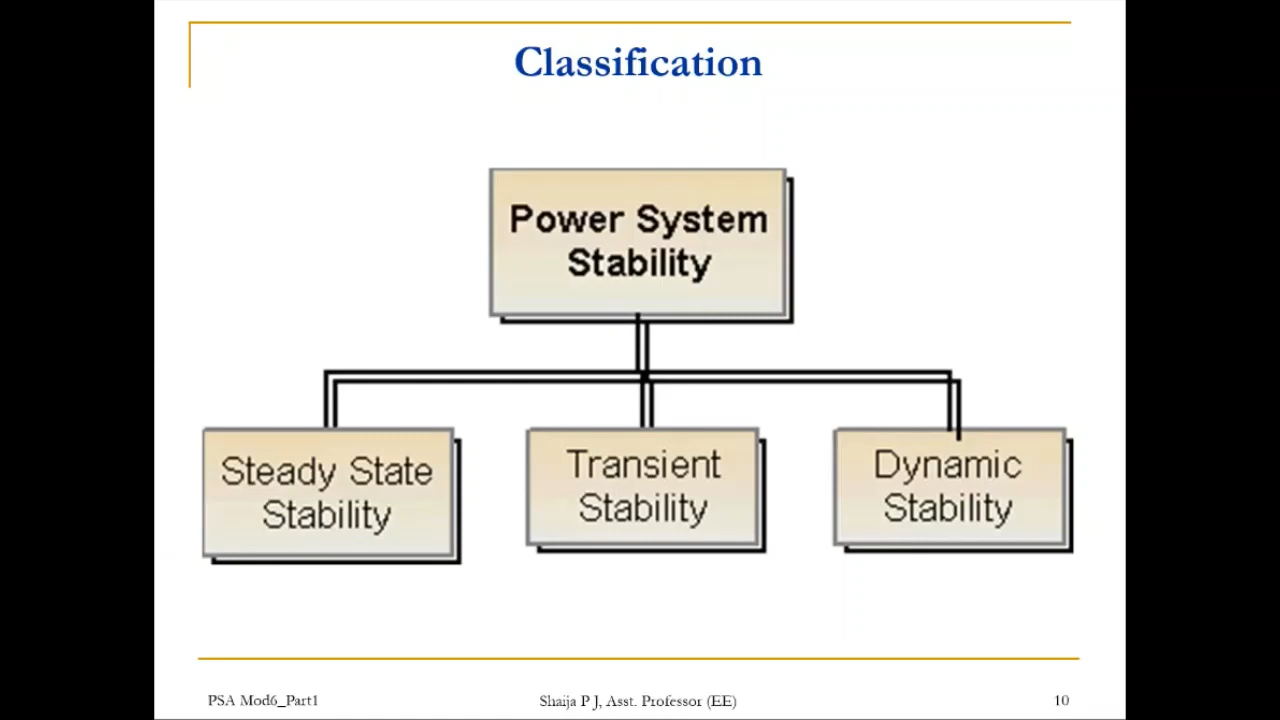 Classification
Power System
Stability
Steady State
Stability
Transient
Stability
Dynamic
Stability
PSA Mod6_Part1
Shaija P J, Asst. Professor (EE)
10